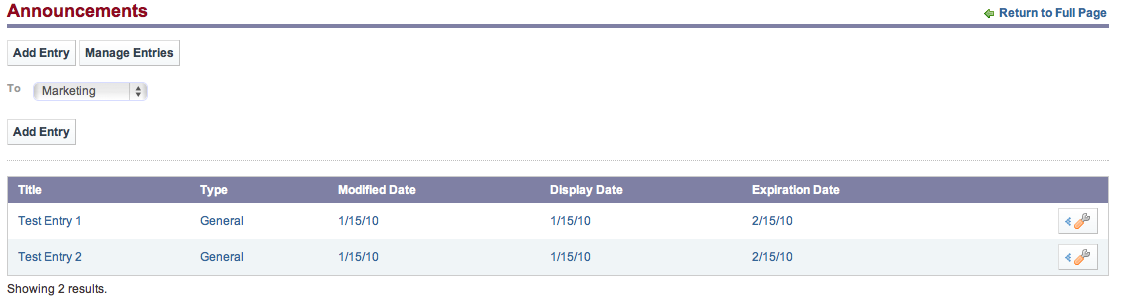 Announcements
Return to Full Page
Add Entry Manage Entries
To Marketing
Add Entry
Title Type Modified Date Display Date Expiration Date
Test Entry 1 General 1/15/10 1/15/10 2/15/10
Test Entry 2 General 1/15/10 1/15/10 2/15/10
Showing 2 results.